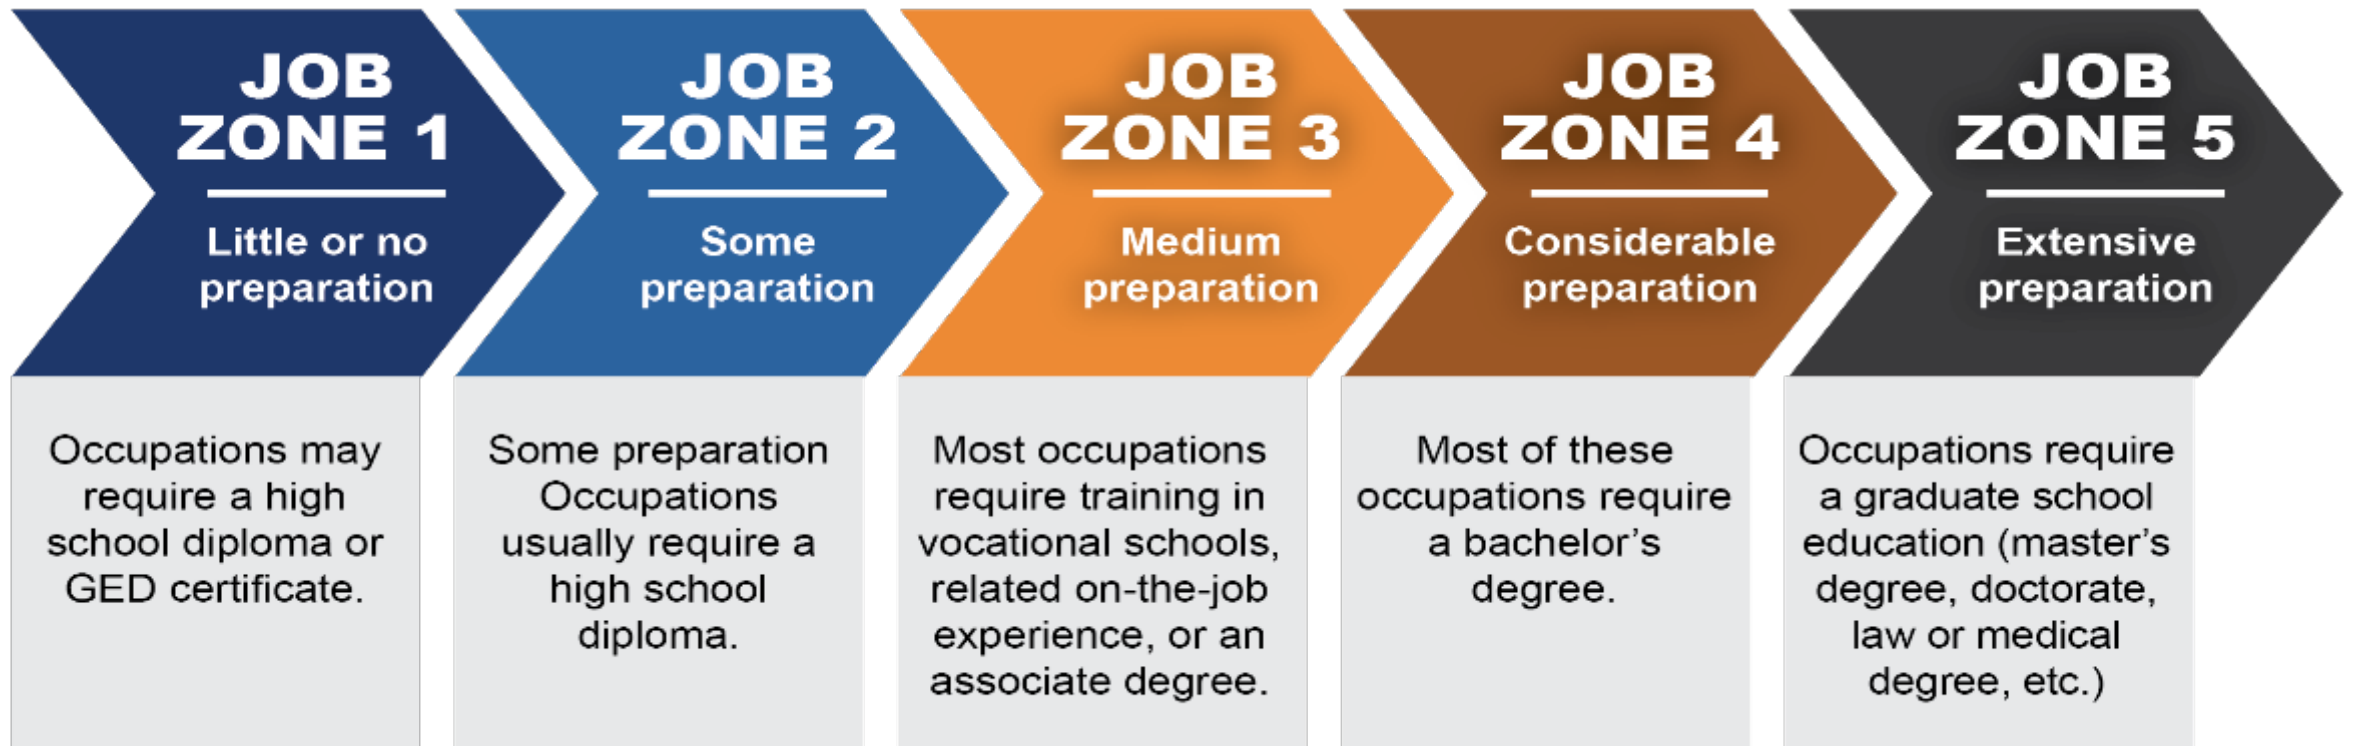 JOB
ZONE 1
Little or no
preparation
Occupations may
require a high
school diploma or
GED certificate.
JOB
ZONE 2
Some
preparation
Some preparation
Occupations
usually require a
high school
diploma.
JOB
ZONE 3
Medium
preparation
Most occupations
require training in
vocational schools,
related on-the-job
experience, or an
associate degree.
JOB
ZONE 4
Considerable
preparation
Most of these
occupations require
a bachelor's
degree.
JOB
ZONE 5
Extensive
preparation
Occupations require
a graduate school
education (master's
degree, doctorate,
law or medical
degree, etc.)